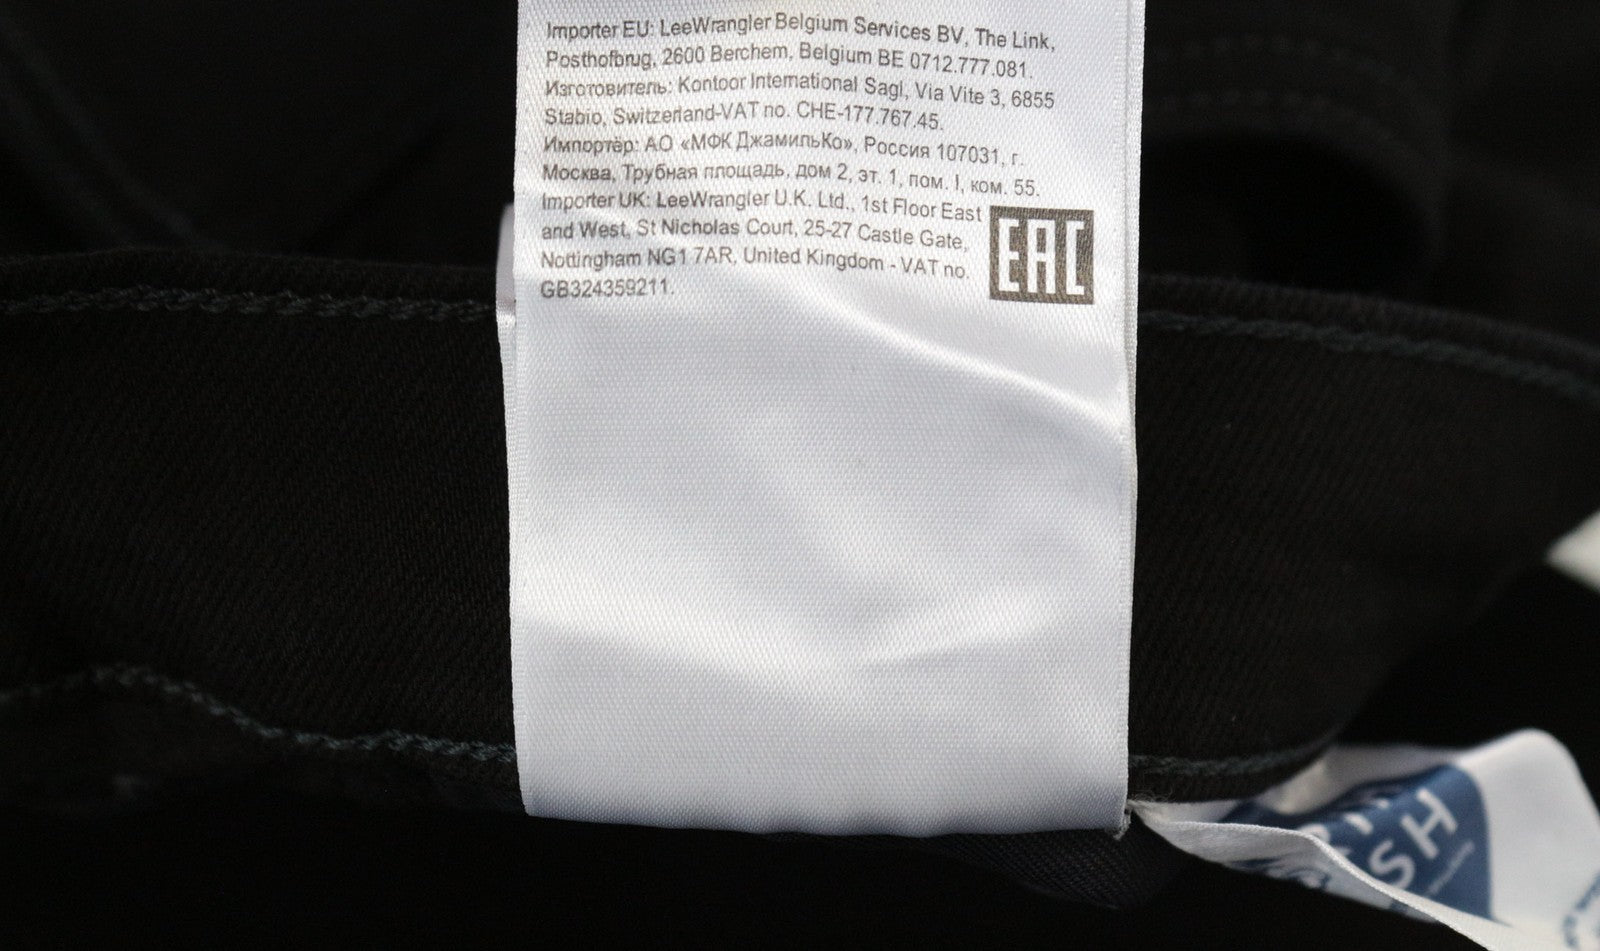 Importer EU: LeeWrangler Belgium Services BV, The Link,
Posthofbrug, 2600 Berchem, Belgium BE 0712.777.081.
Изготовитель: Kontoor International Sagl, Via Vite 3, 6855
Stabio, Switzerland-VAT no. CHE-177.767.45.
Импортёр: АО «МФК ДжамильКо», Россия 107031, г.
Москва, Трубная площадь, дом 2, эт. 1, пом. I, ком. 55.
Importer UK: LeeWrangler U.K. Ltd., 1st Floor East
and West, St Nicholas Court, 25-27 Castle Gate,
Nottingham NG1 7AR, United Kingdom - VAT no.
GB324359211.
EAC